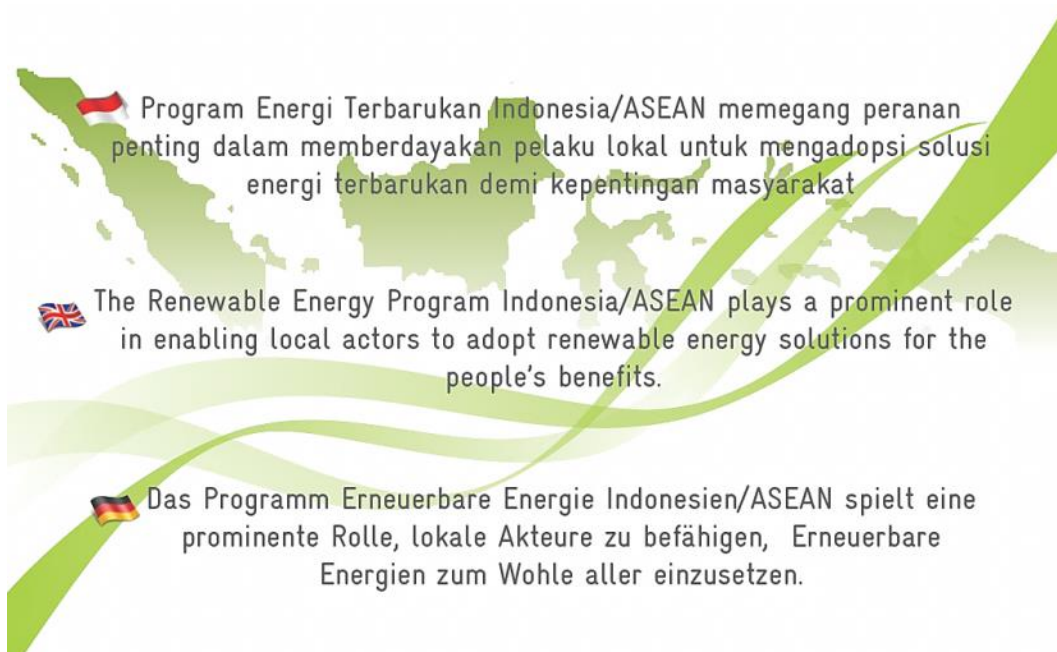 Program Energi Terbarukan Indonesia/ASEAN memegang peranan
penting dalam memberdayakan pelaku lokal untuk mengadopsi solusi
energi terbarukan demi kepentingan masyarakat
The Renewable Energy Program Indonesia/ASEAN plays a prominent role
in enabling local actors to adopt renewable energy solutions for the
people's benefits.
Das Programm Erneuerbare Energie Indonesien/ASEAN spielt eine
prominente Rolle, lokale Akteure zu befähigen, Erneuerbare
Energien zum Wohle aller einzusetzen.